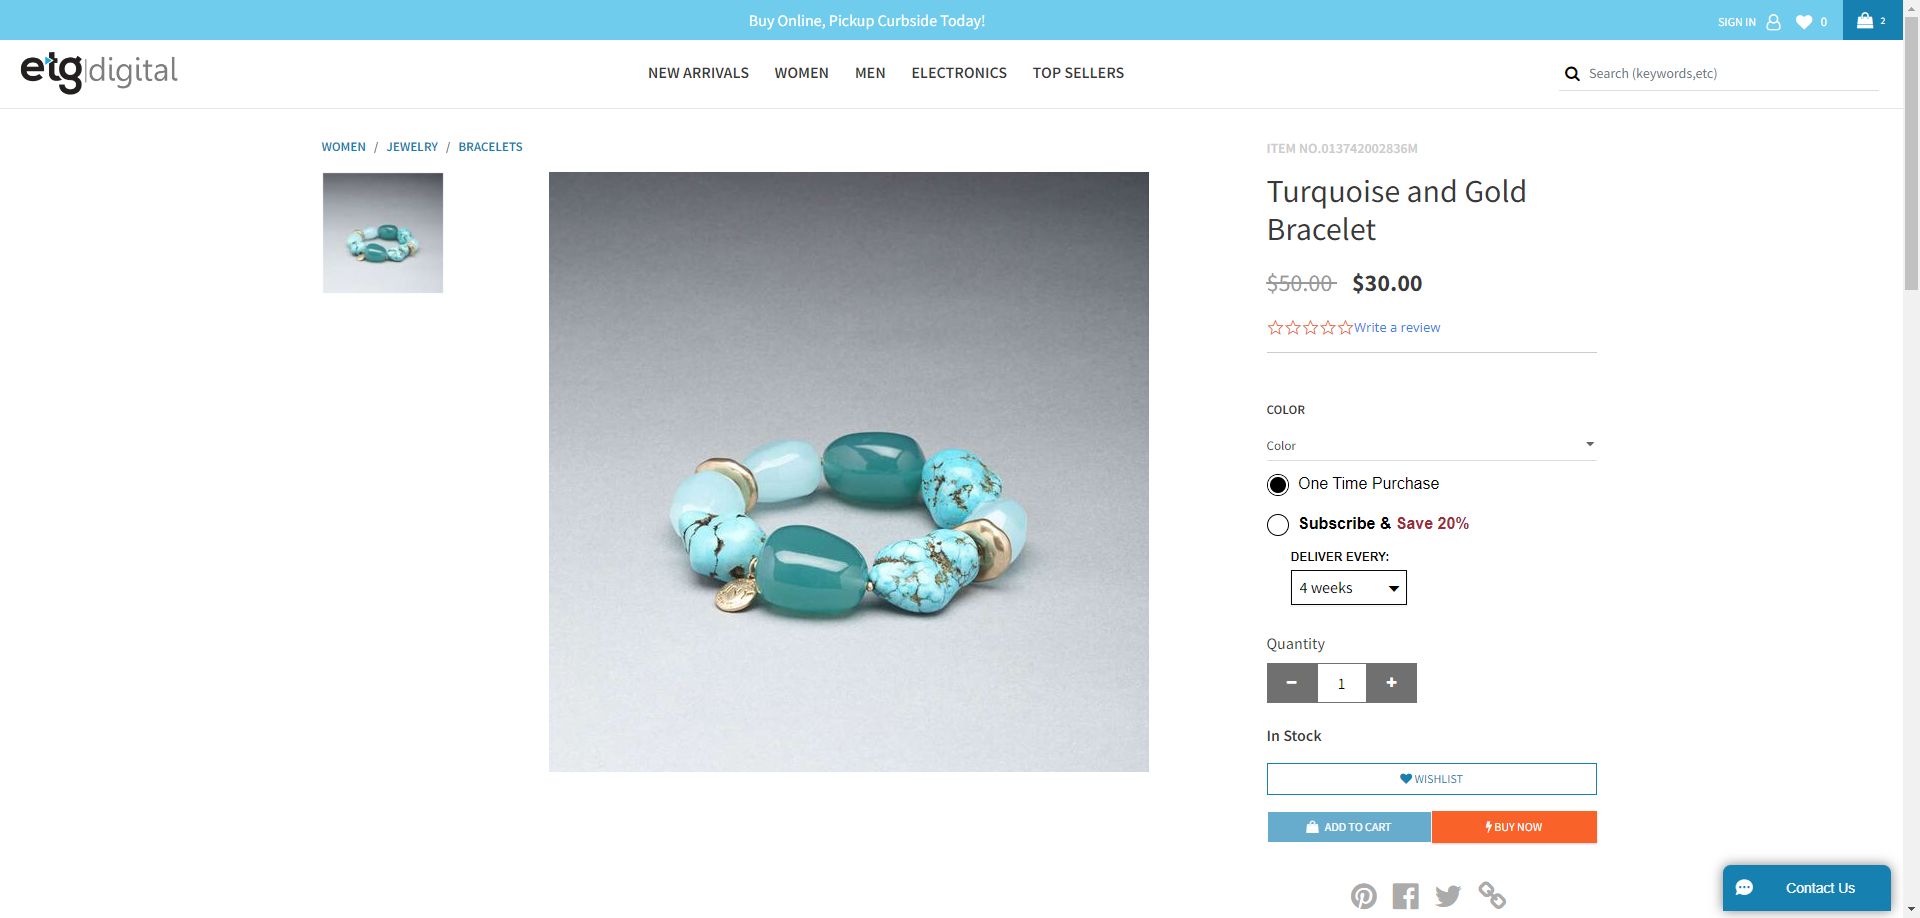 Buy Online, Pickup Curbside Today!
SIGN IN
0
2
etg|digital
NEW ARRIVALS
WOMEN
MEN
ELECTRONICS
TOP SELLERS
Search (keywords,etc)
WOMEN / JEWELRY / BRACELETS
ITEM NO.013742002836M
Turquoise and Gold
Bracelet
$50.00 $30.00
Write a review
COLOR
Color
One Time Purchase
Subscribe & Save 20%
DELIVER EVERY:
4 weeks
Quantity
− 1 +
In Stock
WISHLIST
ADD TO CART
BUY NOW
Contact Us